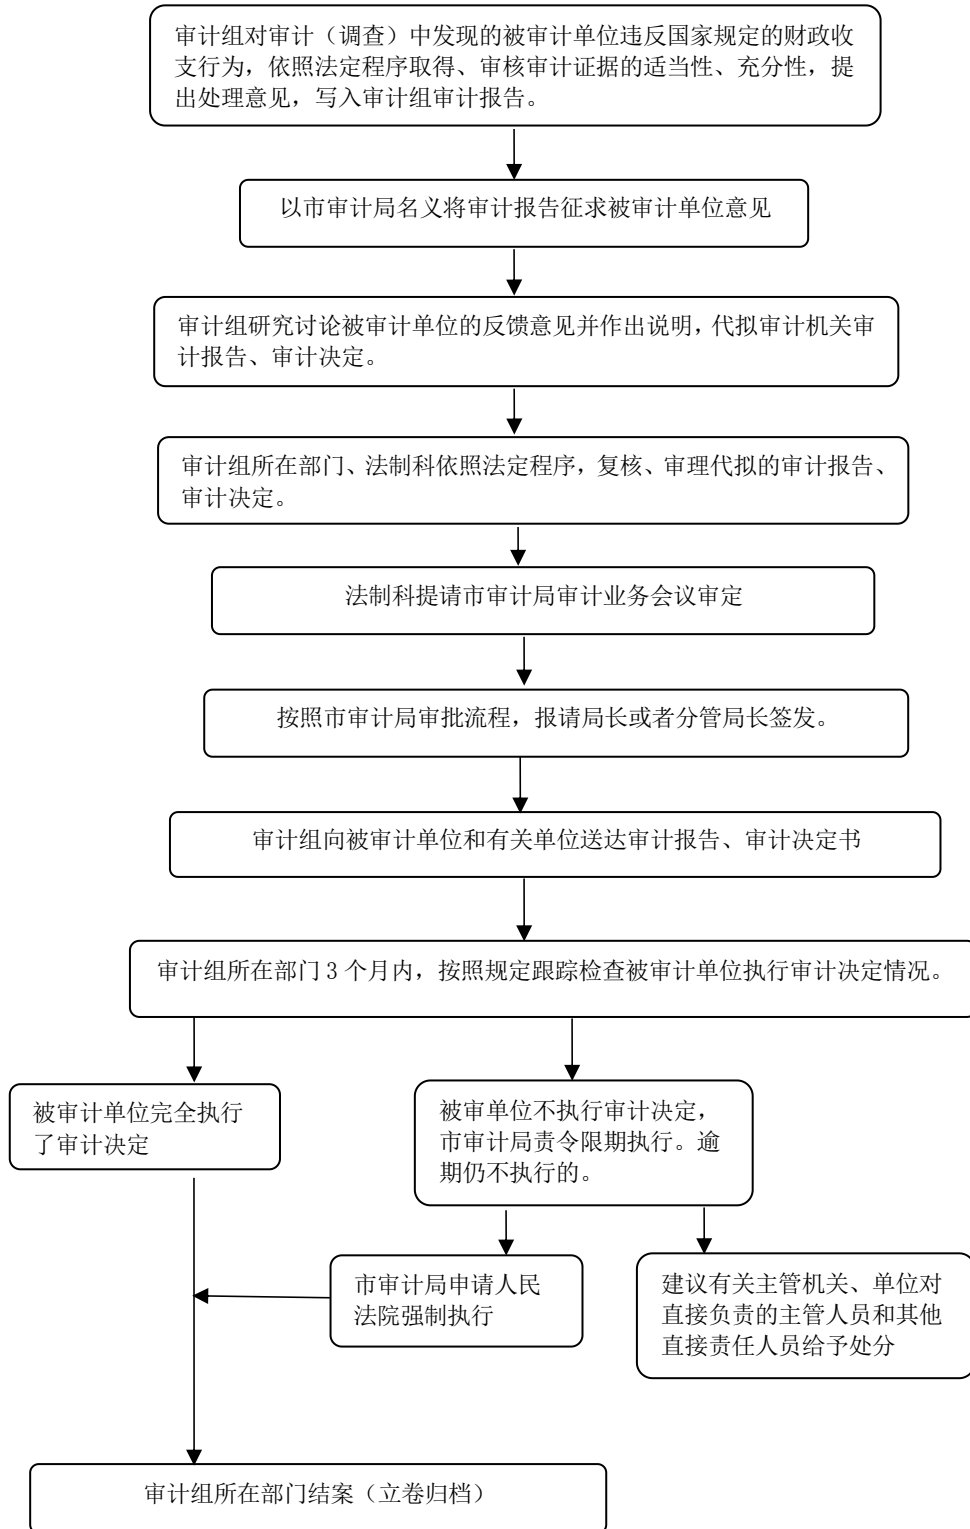 审计组对审计（调查）中发现的被审计单位违反国家规定的财政收
支行为，依照法定程序取得、审核审计证据的适当性、充分性，提
出处理意见，写入审计组审计报告。
以市审计局名义将审计报告征求被审计单位意见
审计组研究讨论被审计单位的反馈意见并作出说明，代拟审计机关审
计报告、审计决定。
审计组所在部门、法制科依照法定程序，复核、审理代拟的审计报告、
审计决定。
法制科提请市审计局审计业务会议审定
按照市审计局审批流程，报请局长或者分管局长签发。
审计组向被审计单位和有关单位送达审计报告、审计决定书
审计组所在部门 3 个月内，按照规定跟踪检查被审计单位执行审计决定情况。
被审计单位完全执行
了审计决定
被审单位不执行审计决定，
市审计局责令限期执行。逾
期仍不执行的。
市审计局申请人民
法院强制执行
建议有关主管机关、单位对
直接负责的主管人员和其他
直接责任人员给予处分
审计组所在部门结案（立卷归档）